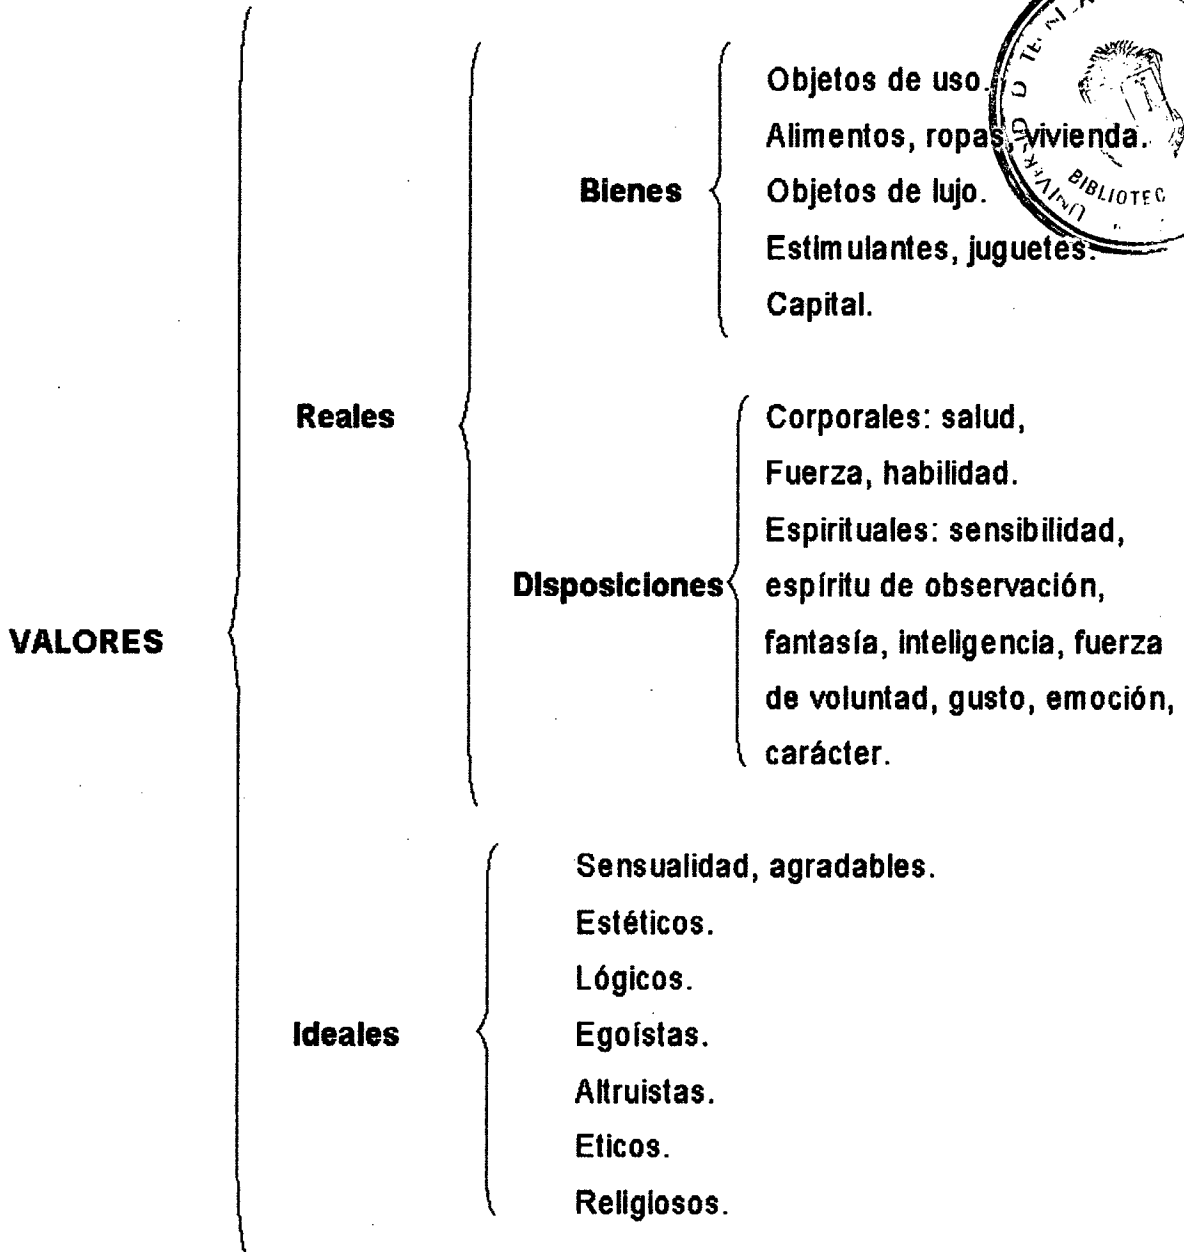 Objetos de uso.
Alimentos, ropas, vivienda.
Bienes
Objetos de lujo.
Estimulantes, juguetes.
Capital.
Reales
Corporales: salud,
Fuerza, habilidad.
Espirituales: sensibilidad,
Disposiciones
espíritu de observación,
VALORES
fantasía, inteligencia, fuerza
de voluntad, gusto, emoción,
carácter.
Sensualidad, agradables.
Estéticos.
Lógicos.
Ideales
Egoístas.
Altruistas.
Eticos.
Religiosos.
BIBLIOTEC